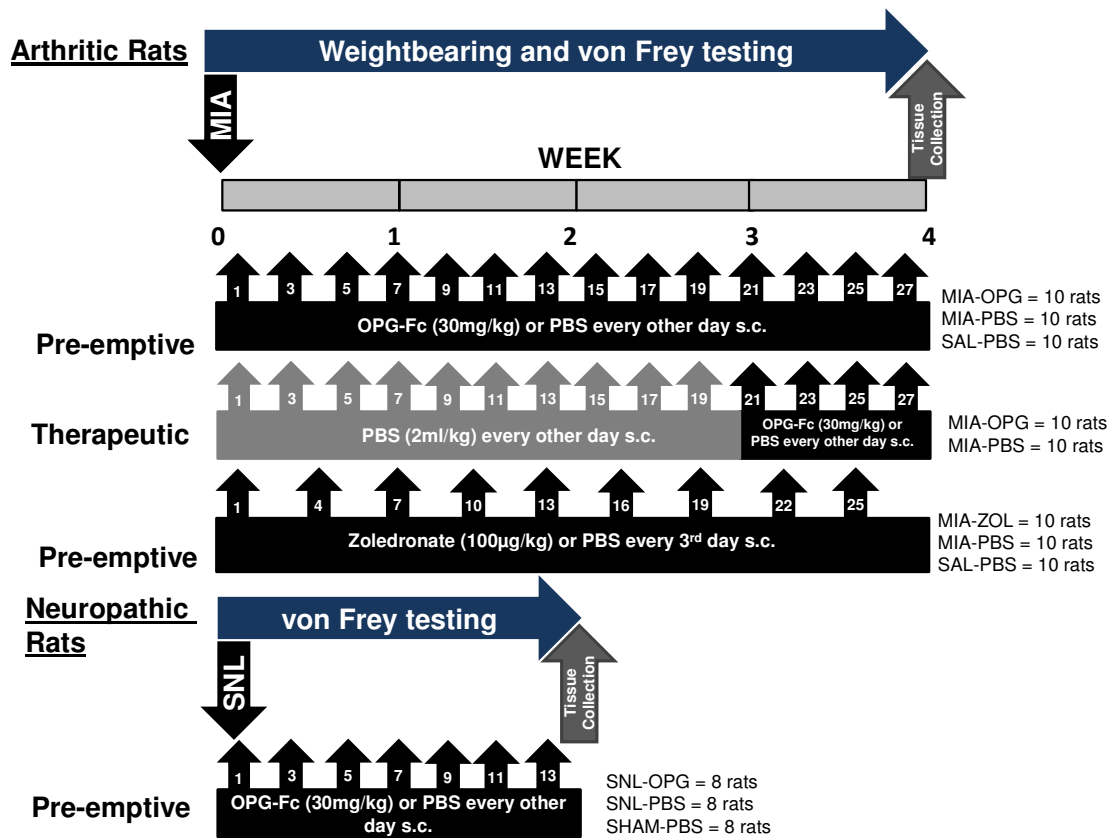 Arthritic Rats
Weightbearing and von Frey testing
MIA
Tissue
Collection
WEEK
0 1 2 3 4
1 3 5 7 9 11 13 15 17 19 21 23 25 27
OPG-Fc (30mg/kg) or PBS every other day s.c.
Pre-emptive
MIA-OPG = 10 rats
MIA-PBS = 10 rats
SAL-PBS = 10 rats
1 3 5 7 9 11 13 15 17 19 21 23 25 27
Therapeutic
PBS (2ml/kg) every other day s.c.
OPG-Fc (30mg/kg) or
PBS every other day s.c.
MIA-OPG = 10 rats
MIA-PBS = 10 rats
1 4 7 10 13 16 19 22 25
Zoledronate (100µg/kg) or PBS every 3rd day s.c.
Pre-emptive
MIA-ZOL = 10 rats
MIA-PBS = 10 rats
SAL-PBS = 10 rats
Neuropathic
Rats
von Frey testing
SNL
Tissue
Collection
1 3 5 7 9 11 13
Pre-emptive
OPG-Fc (30mg/kg) or PBS every other
day s.c.
SNL-OPG = 8 rats
SNL-PBS = 8 rats
SHAM-PBS = 8 rats